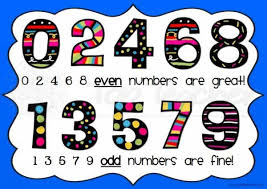 0 2 4 6 8
0 2 4 6 8 even numbers are great!
1 3 5 7 9
1 3 5 7 9 odd numbers are fine!